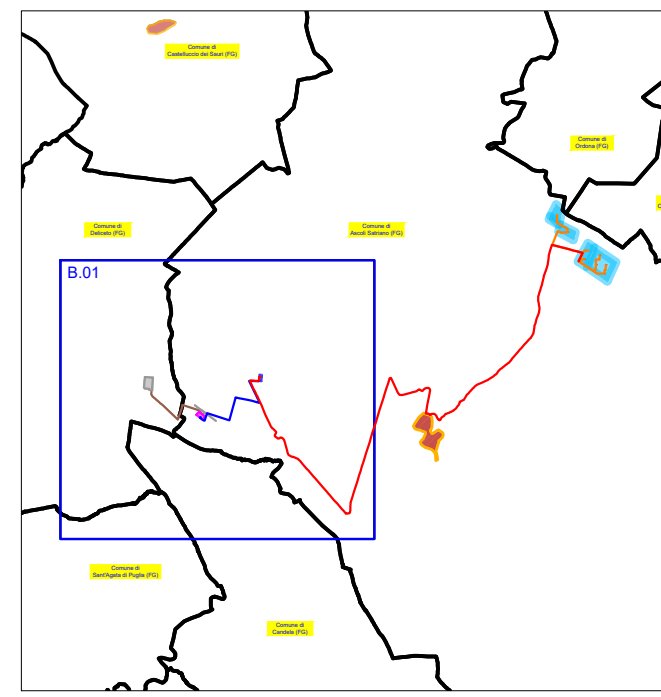 Comune di
Castelluccio dei Sauri (FG)
Comune di
Ordona (FG)
Comune di
Deliceto (FG)
Comune di
Ascoli Satriano (FG)
B.01
Comune di
Sant'Agata di Puglia (FG)
Comune di
Candela (FG)